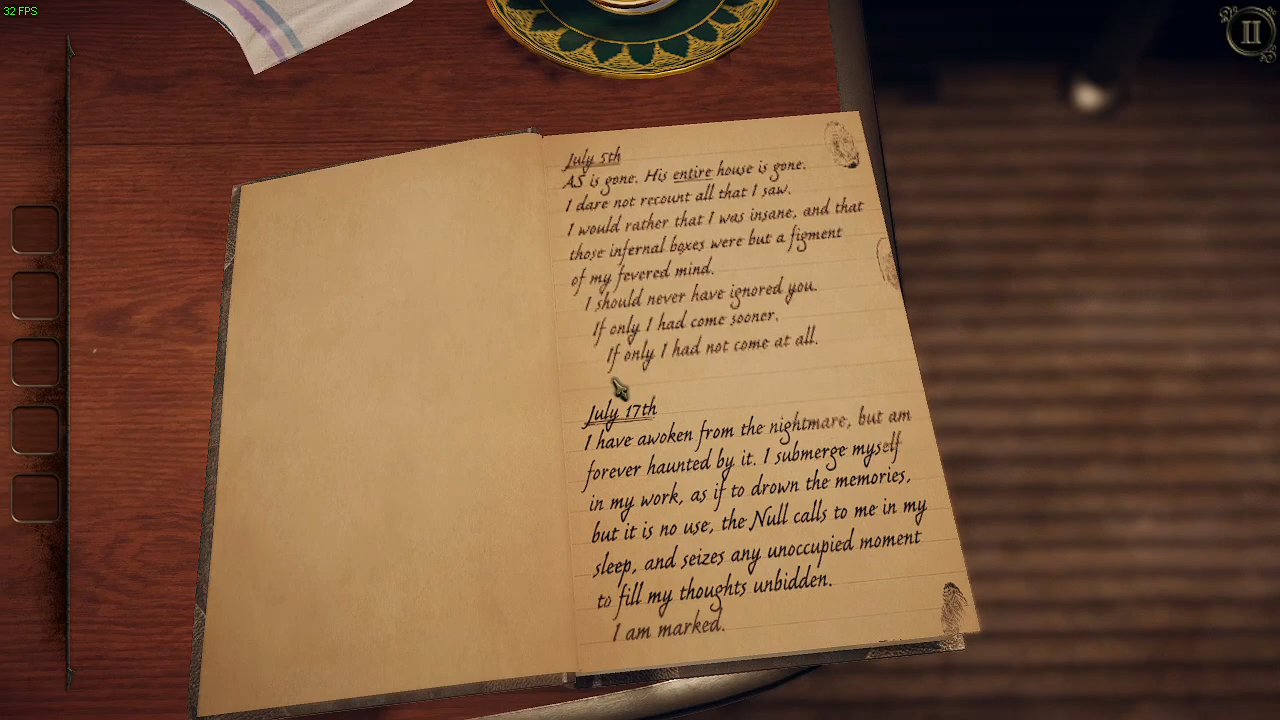 32 FPS
II
July 5th
AS is gone. His entire house is gone.
I dare not recount all that I saw.
I would rather that I was insane, and that
those infernal boxes were but a figment
of my fevered mind.
I should never have ignored you.
If only I had come sooner.
If only I had not come at all.
July 17th
I have awoken from the nightmare, but am
forever haunted by it. I submerge myself
in my work, as if to drown the memories,
but it is no use, the Null calls to me in my
sleep, and seizes any unoccupied moment
to fill my thoughts unbidden.
I am marked.